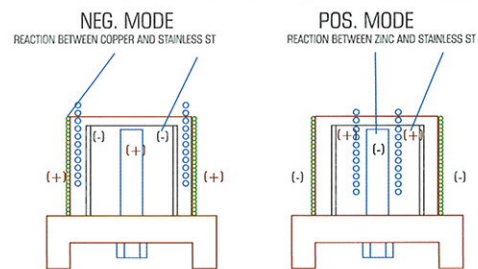 NEG. MODE
REACTION BETWEEN COPPER AND STAINLESS ST
(-) (-)
(+)
(+) (+)
POS. MODE
REACTION BETWEEN ZINC AND STAINLESS ST
(+) (+)
(-)
(-) (-)